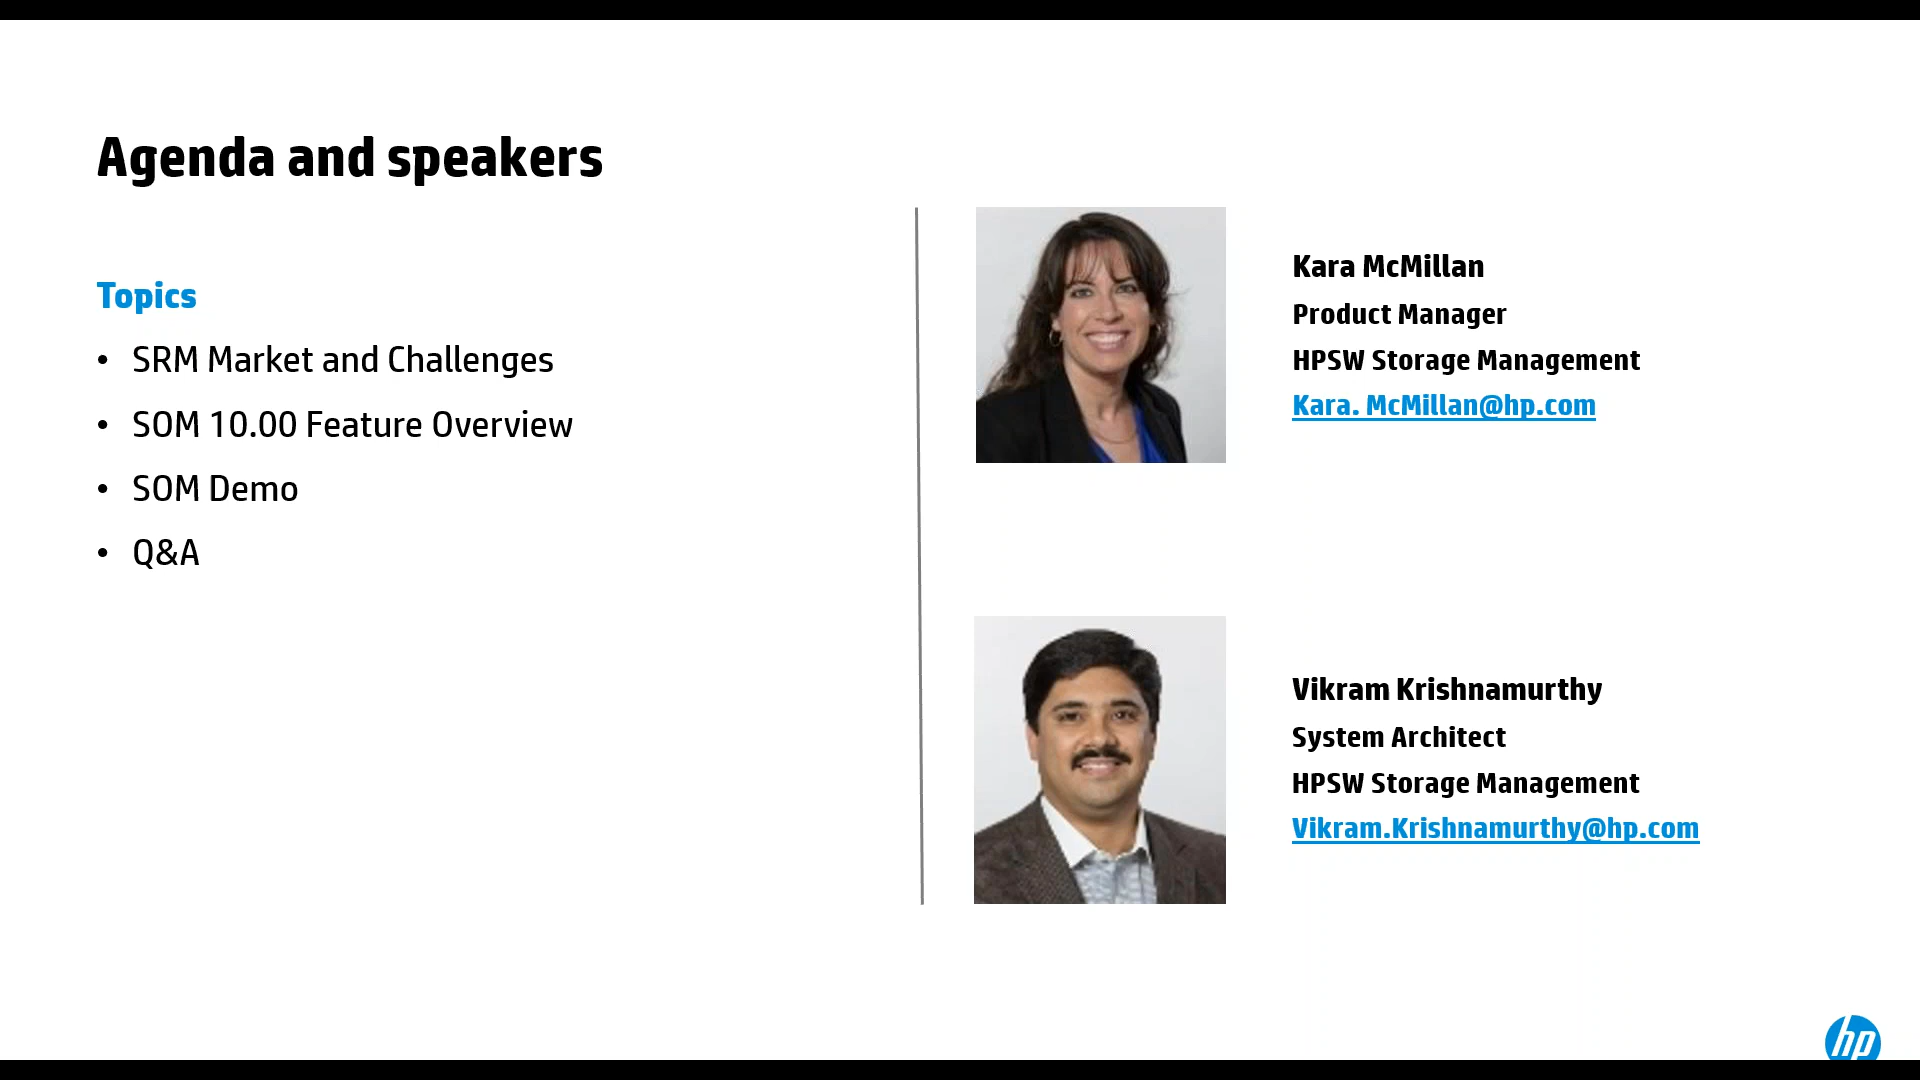 Agenda and speakers
Topics
• SRM Market and Challenges
• SOM 10.00 Feature Overview
• SOM Demo
• Q&A
Kara McMillan
Product Manager
HPSW Storage Management
Kara. McMillan@hp.com
Vikram Krishnamurthy
System Architect
HPSW Storage Management
Vikram.Krishnamurthy@hp.com
hp